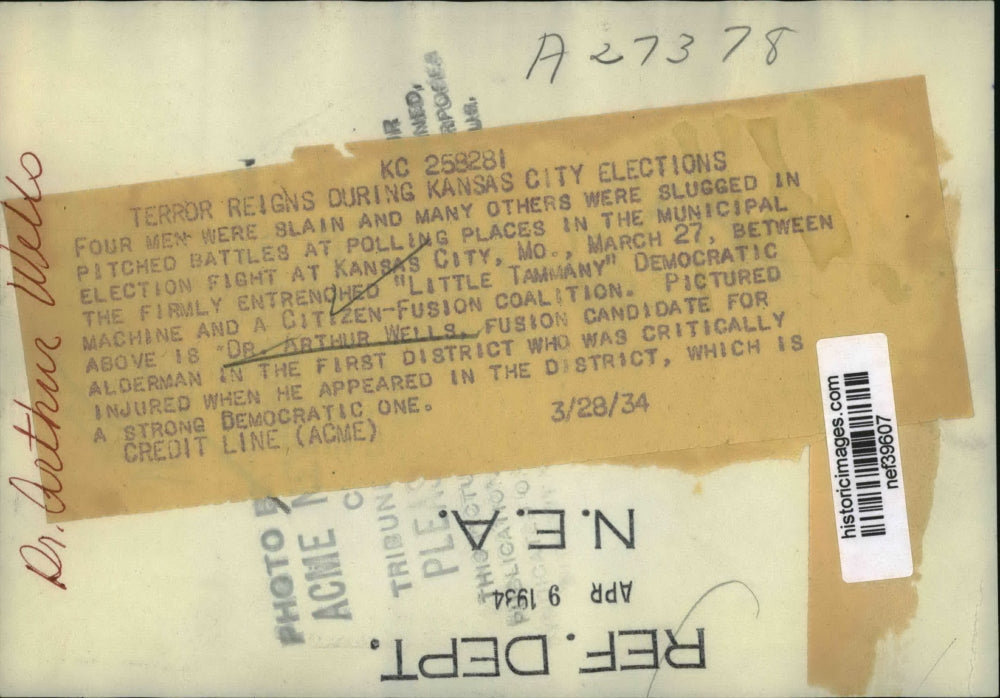 A 27378
Dr. Arthur Wells
KC 258281
TERROR REIGNS DURING KANSAS CITY ELECTIONS
FOUR MEN WERE SLAIN AND MANY OTHERS WERE SLUGGED IN
PITCHED BATTLES AT POLLING PLACES IN THE MUNICIPAL
ELECTION FIGHT AT KANSAS CITY, MO., MARCH 27, BETWEEN
THE FIRMLY ENTRENCHED "LITTLE TAMMANY" DEMOCRATIC
MACHINE AND A CITIZEN-FUSION COALITION. PICTURED
ABOVE IS DR. ARTHUR WELLS, FUSION CANDIDATE FOR
ALDERMAN IN THE FIRST DISTRICT WHO WAS CRITICALLY
INJURED WHEN HE APPEARED IN THE DISTRICT, WHICH IS
A STRONG DEMOCRATIC ONE.
CREDIT LINE (ACME)
3/28/34
historicimages.com
nef39607
PHOTO
ACME
N.E.A.
APR 9 1934
REF. DEPT.